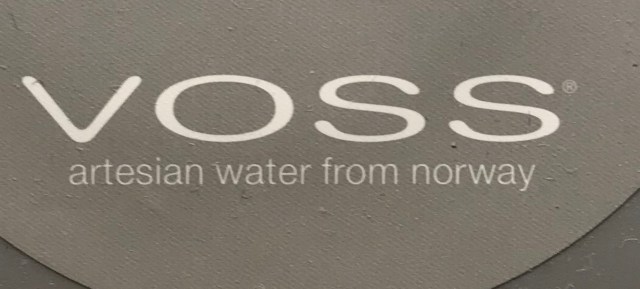 VOSS®
artesian water from norway